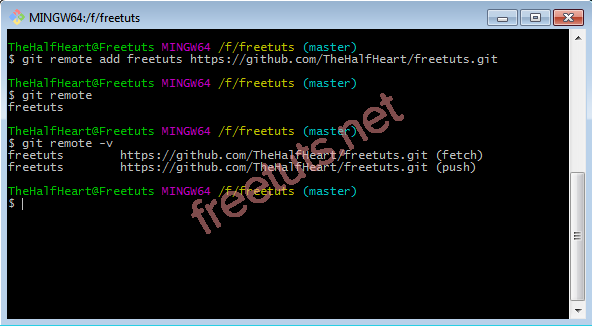 MINGW64:/f/freetuts
TheHalfHeart@Freetuts MINGW64 /f/freetuts (master)
$ git remote add freetuts https://github.com/TheHalfHeart/freetuts.git
TheHalfHeart@Freetuts MINGW64 /f/freetuts (master)
$ git remote
freetuts
TheHalfHeart@Freetuts MINGW64 /f/freetuts (master)
$ git remote -v
freetuts        https://github.com/TheHalfHeart/freetuts.git (fetch)
freetuts        https://github.com/TheHalfHeart/freetuts.git (push)
TheHalfHeart@Freetuts MINGW64 /f/freetuts (master)
$
freetuts.net